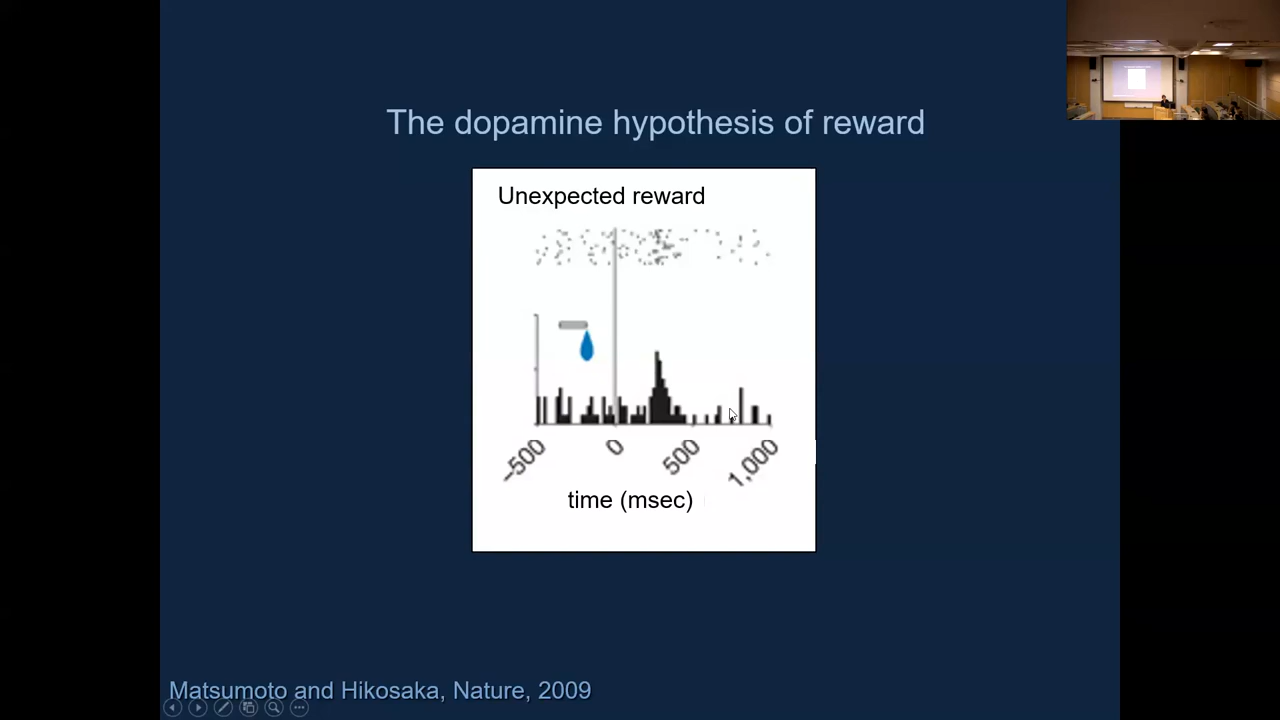 The dopamine hypothesis of reward
Unexpected reward
-500
0
500
1,000
time (msec)
Matsumoto and Hikosaka, Nature, 2009